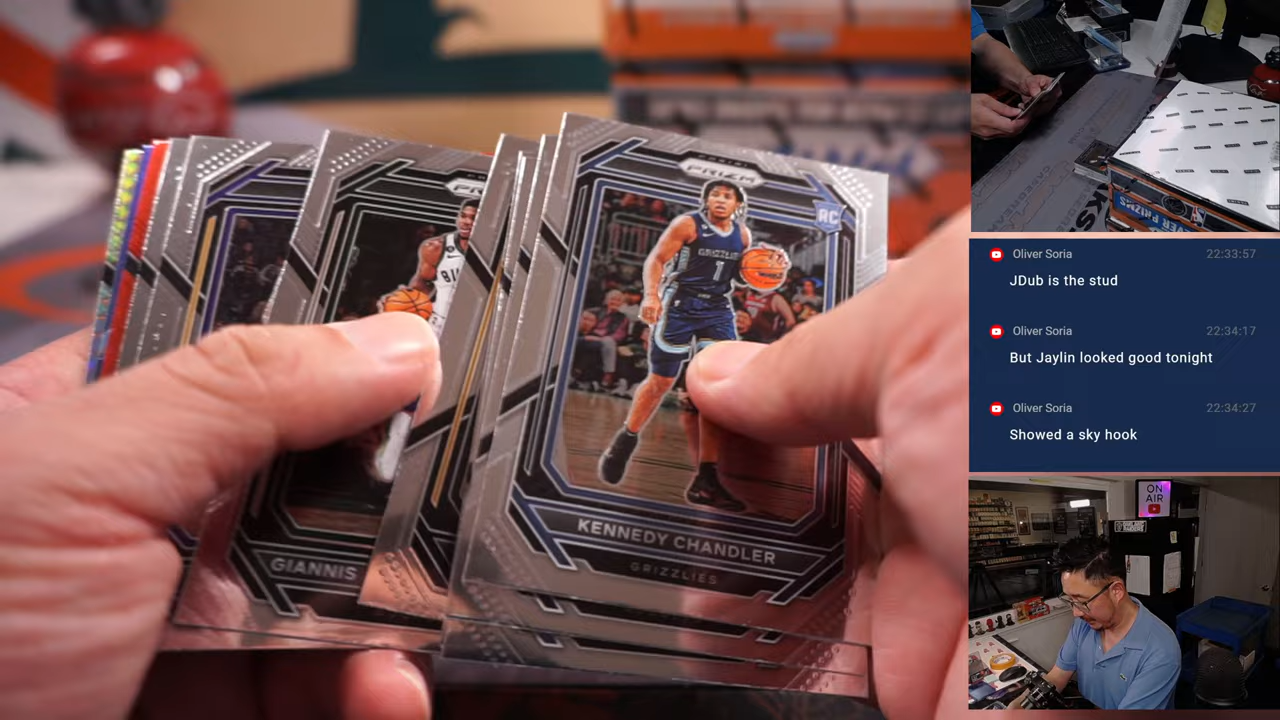 PRIZM
RC
GRIZZLIES
1
KENNEDY CHANDLER
GRIZZLIES
GIANNIS
Oliver Soria 22:33:57
JDub is the stud
Oliver Soria 22:34:17
But Jaylin looked good tonight
Oliver Soria 22:34:27
Showed a sky hook
ON
AIR